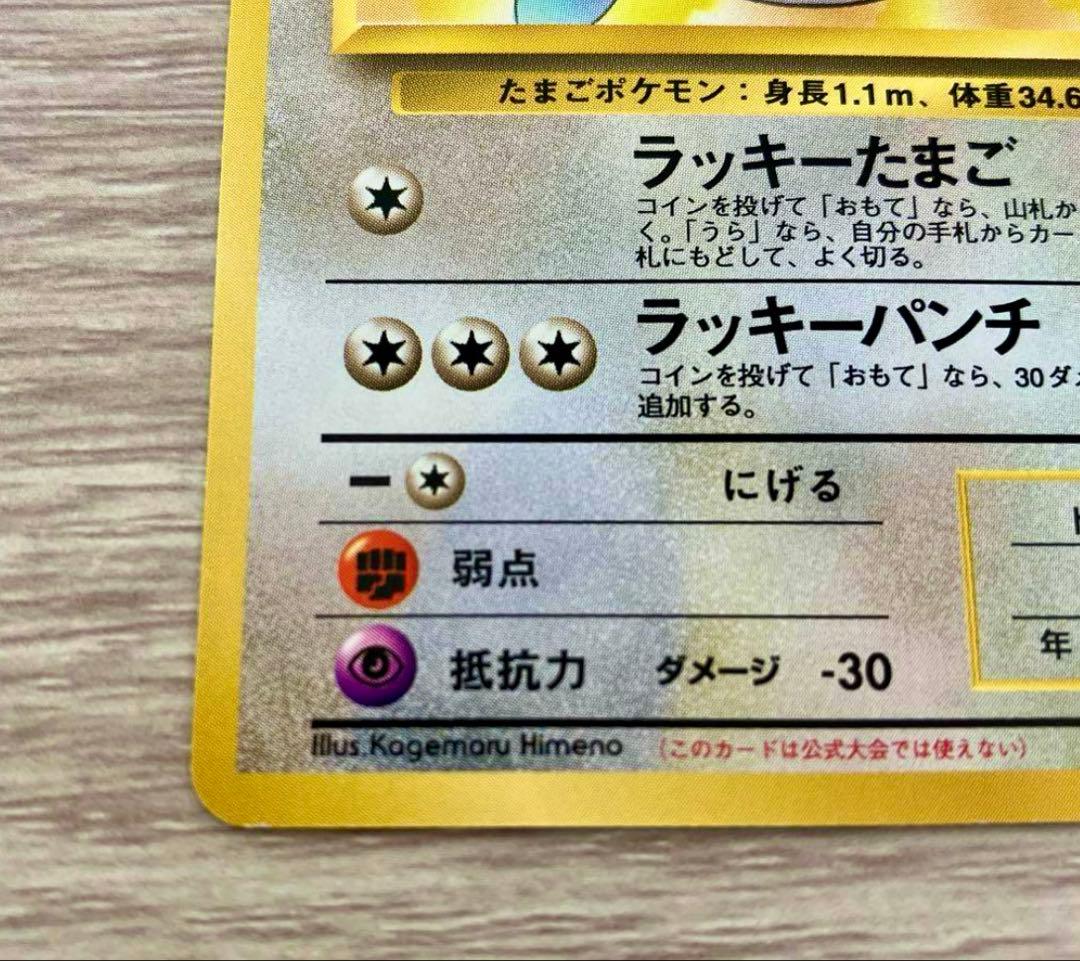 たまごポケモン：身長1.1m、体重34.6
ラッキーたまご
コインを投げて「おもて」なら、山札か
く。「うら」なら、自分の手札からカー
札にもどして、よく切る。
ラッキーパンチ
コインを投げて「おもて」なら、30ダメ
追加する。
にげる
弱点
抵抗力 ダメージ -30
年
Illus. Kagemaru Himeno （このカードは公式大会では使えない）